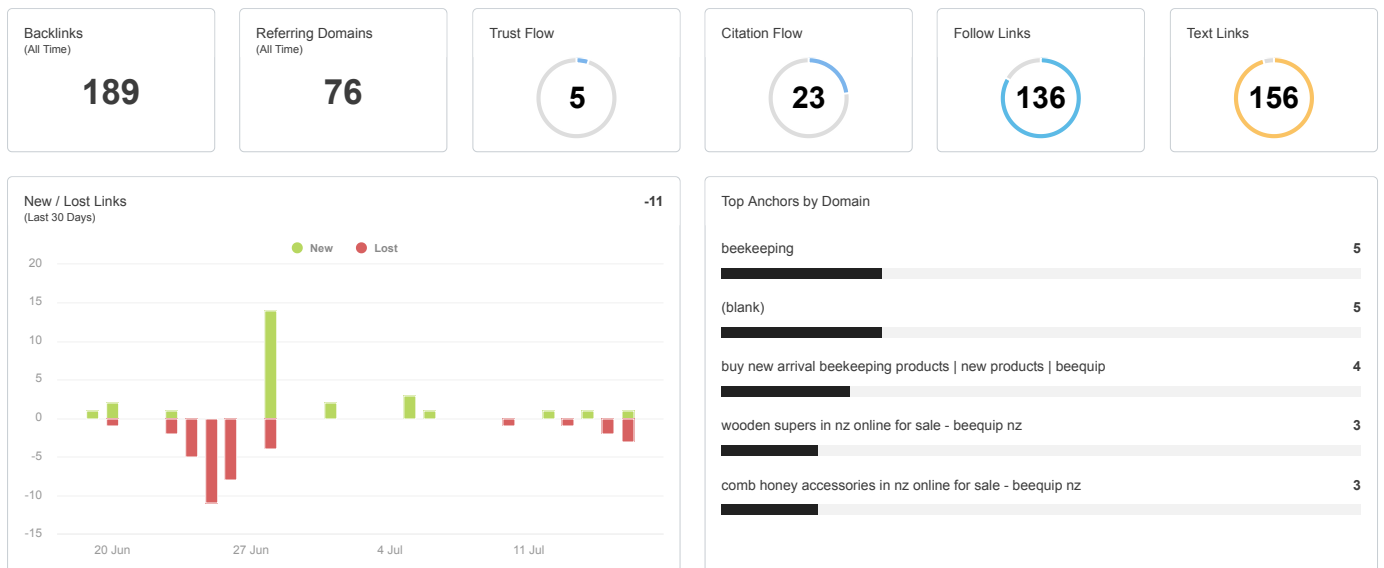 Backlinks
(All Time)
189
Referring Domains
(All Time)
76
Trust Flow
5
Citation Flow
23
Follow Links
136
Text Links
156
New / Lost Links
-11
(Last 30 Days)
New Lost
20
15
10
5
0
-5
-10
-15
20 Jun 27 Jun 4 Jul 11 Jul
Top Anchors by Domain
beekeeping 5
(blank) 5
buy new arrival beekeeping products | new products | beequip 4
wooden supers in nz online for sale - beequip nz 3
comb honey accessories in nz online for sale - beequip nz 3